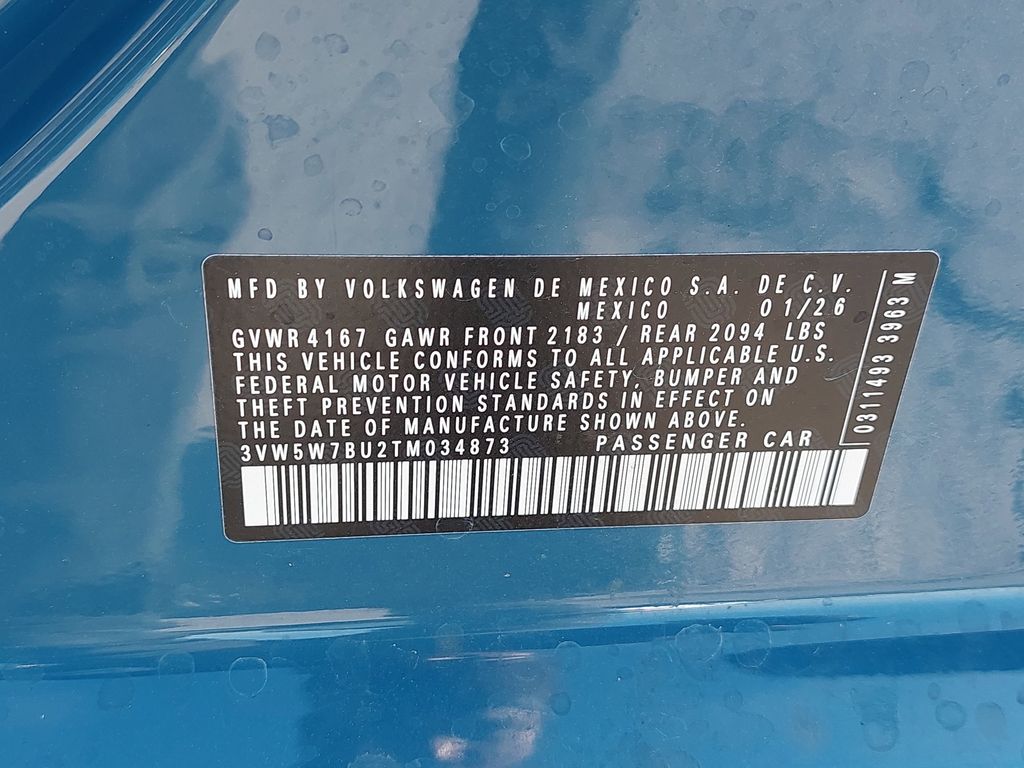 MFD BY VOLKSWAGEN DE MEXICO S.A. DE C.V.
MEXICO 01/26
GVWR 4167 GAWR FRONT 2183 / REAR 2094 LBS
THIS VEHICLE CONFORMS TO ALL APPLICABLE U.S.
FEDERAL MOTOR VEHICLE SAFETY, BUMPER AND
THEFT PREVENTION STANDARDS IN EFFECT ON
THE DATE OF MANUFACTURE SHOWN ABOVE.
3VW5W7BU2TM034873 PASSENGER CAR
0311493 3963 M